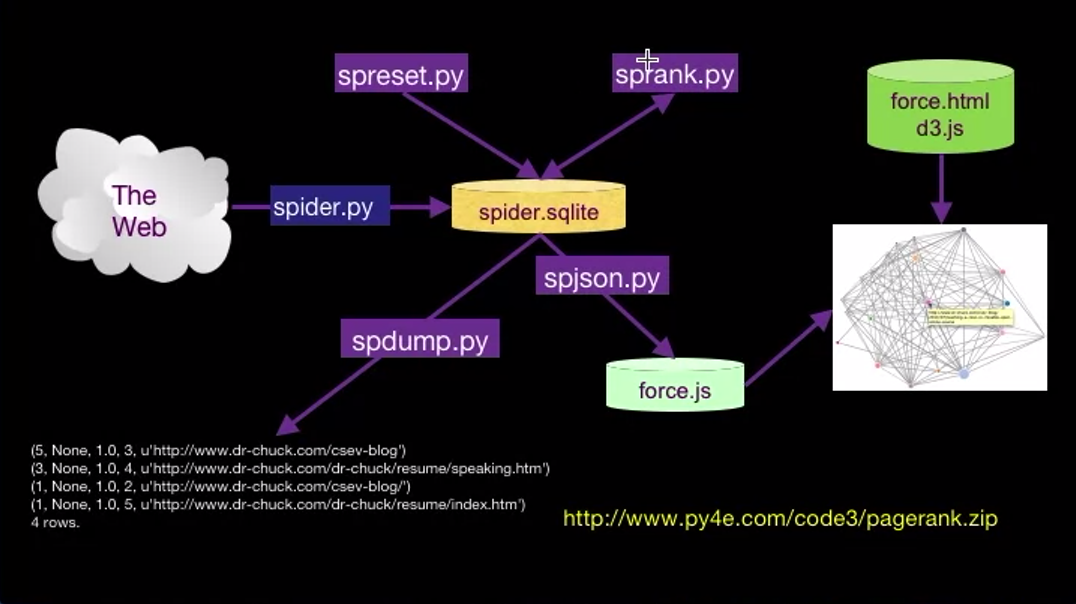 spreset.py
sprank.py
force.html
d3.js
The
Web
spider.py
spider.sqlite
spjson.py
spdump.py
force.js
(5, None, 1.0, 3, u'http://www.dr-chuck.com/csev-blog')
(3, None, 1.0, 4, u'http://www.dr-chuck.com/dr-chuck/resume/speaking.htm')
(1, None, 1.0, 2, u'http://www.dr-chuck.com/csev-blog/')
(1, None, 1.0, 5, u'http://www.dr-chuck.com/dr-chuck/resume/index.htm')
4 rows.
http://www.py4e.com/code3/pagerank.zip